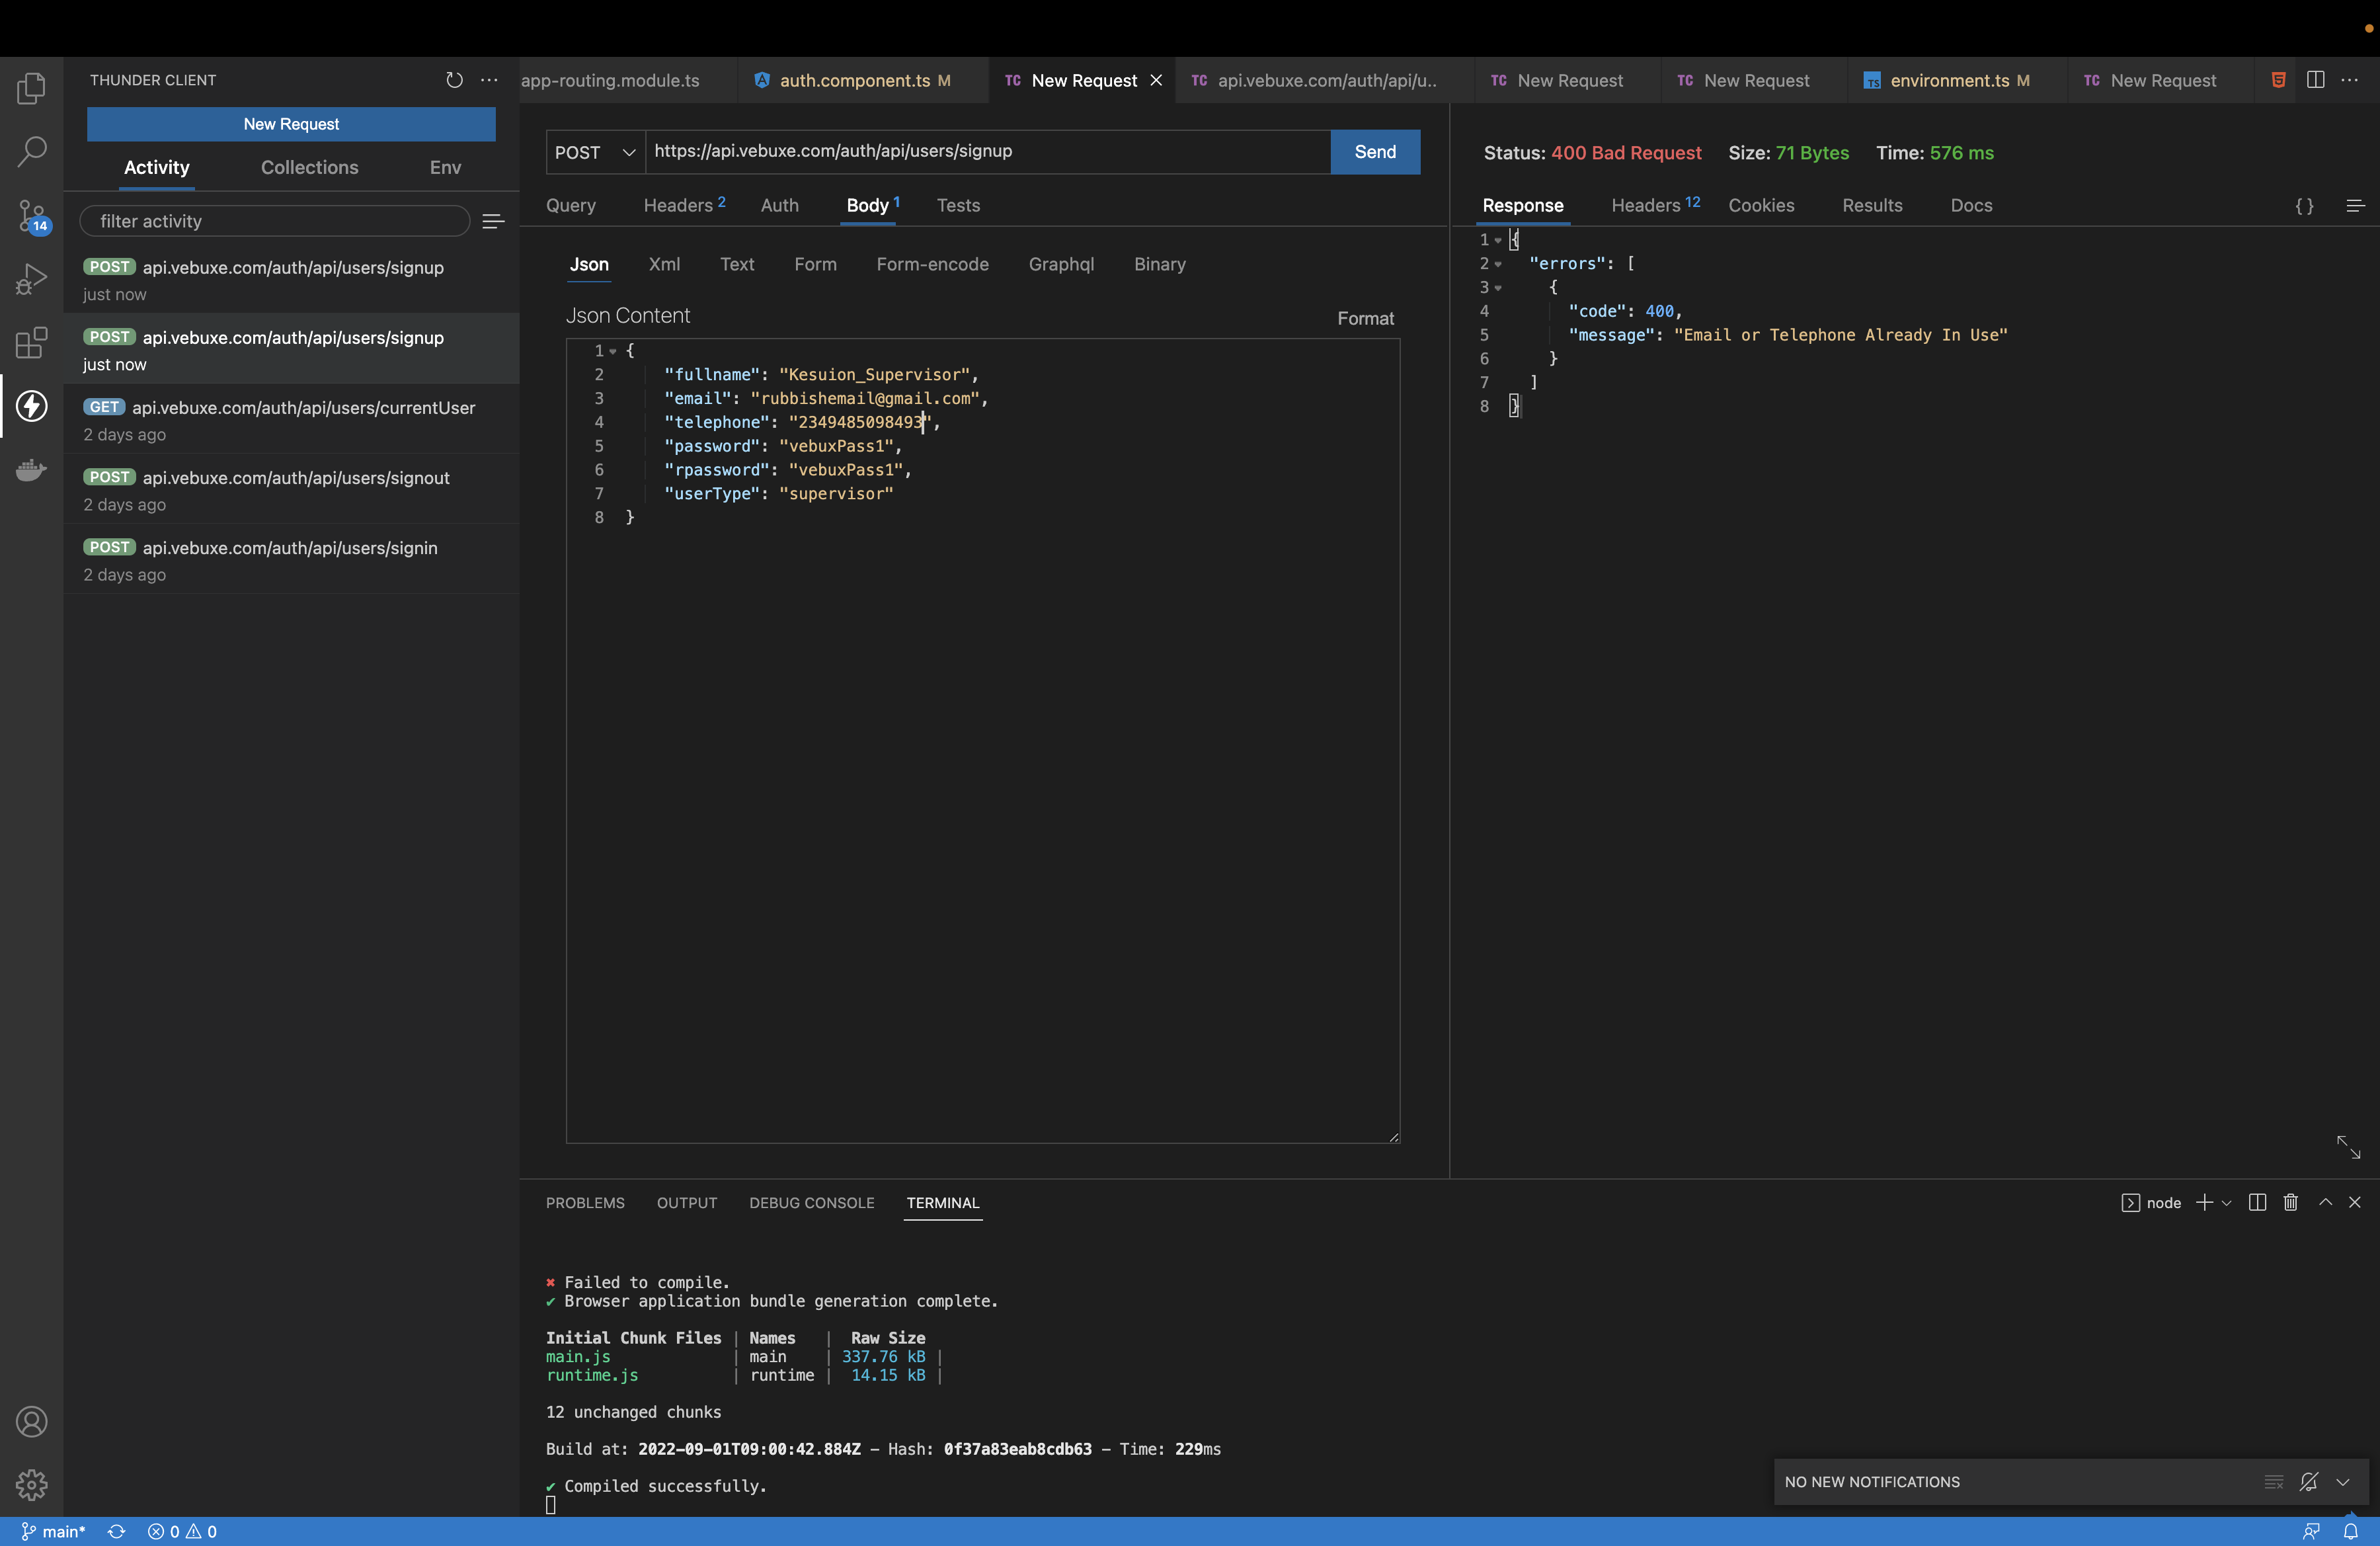 THUNDER CLIENT
New Request
Activity Collections Env
filter activity
POST api.vebuxe.com/auth/api/users/signup
just now
POST api.vebuxe.com/auth/api/users/signup
just now
GET api.vebuxe.com/auth/api/users/currentUser
2 days ago
POST api.vebuxe.com/auth/api/users/signout
2 days ago
POST api.vebuxe.com/auth/api/users/signin
2 days ago
14
app-routing.module.ts auth.component.ts M TC New Request TC api.vebuxe.com/auth/api/u.. TC New Request TC New Request TS environment.ts M TC New Request
POST https://api.vebuxe.com/auth/api/users/signup Send
Query Headers 2 Auth Body 1 Tests
Json Xml Text Form Form-encode Graphql Binary
Json Content Format
1 {
2 "fullname": "Kesuion_Supervisor",
3 "email": "rubbishemail@gmail.com",
4 "telephone": "2349485098493",
5 "password": "vebuxPass1",
6 "rpassword": "vebuxPass1",
7 "userType": "supervisor"
8 }
Status: 400 Bad Request Size: 71 Bytes Time: 576 ms
Response Headers 12 Cookies Results Docs { }
1 {
2 "errors": [
3 {
4 "code": 400,
5 "message": "Email or Telephone Already In Use"
6 }
7 ]
8 }
PROBLEMS OUTPUT DEBUG CONSOLE TERMINAL node
✖ Failed to compile.
✔ Browser application bundle generation complete.
Initial Chunk Files | Names | Raw Size
main.js | main | 337.76 kB |
runtime.js | runtime | 14.15 kB |
12 unchanged chunks
Build at: 2022-09-01T09:00:42.884Z - Hash: 0f37a83eab8cdb63 - Time: 229ms
✔ Compiled successfully.
NO NEW NOTIFICATIONS
main* 0 0